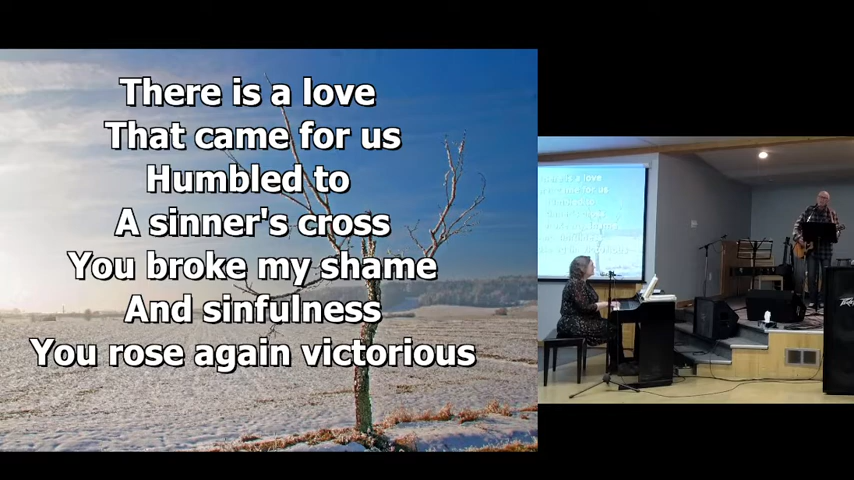 There is a love
That came for us
Humbled to
A sinner's cross
You broke my shame
And sinfulness
You rose again victorious